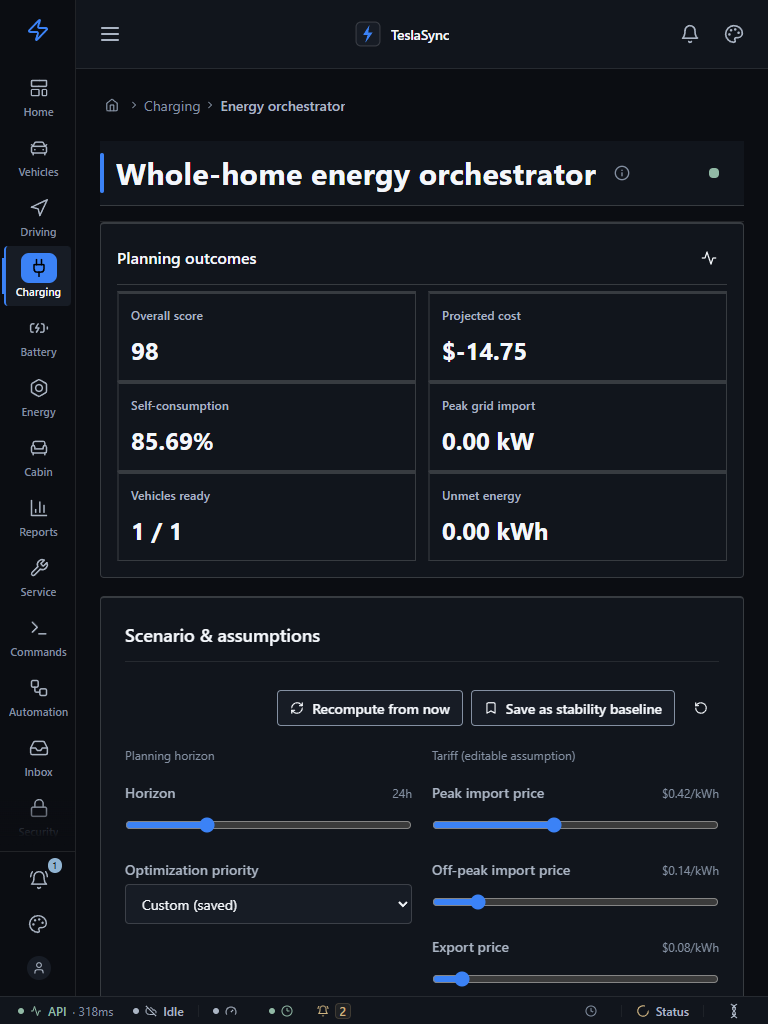 TeslaSync
Home
Vehicles
Driving
Charging
Battery
Energy
Cabin
Reports
Service
Commands
Automation
Inbox
Security
1
Charging
Energy orchestrator
Whole-home energy orchestrator
Planning outcomes
Overall score
98
Projected cost
$-14.75
Self-consumption
85.69%
Peak grid import
0.00 kW
Vehicles ready
1 / 1
Unmet energy
0.00 kWh
Scenario & assumptions
Recompute from now
Save as stability baseline
Planning horizon
Horizon 24h
Optimization priority
Custom (saved)
Tariff (editable assumption)
Peak import price $0.42/kWh
Off-peak import price $0.14/kWh
Export price $0.08/kWh
API · 318ms
Idle
2
Status